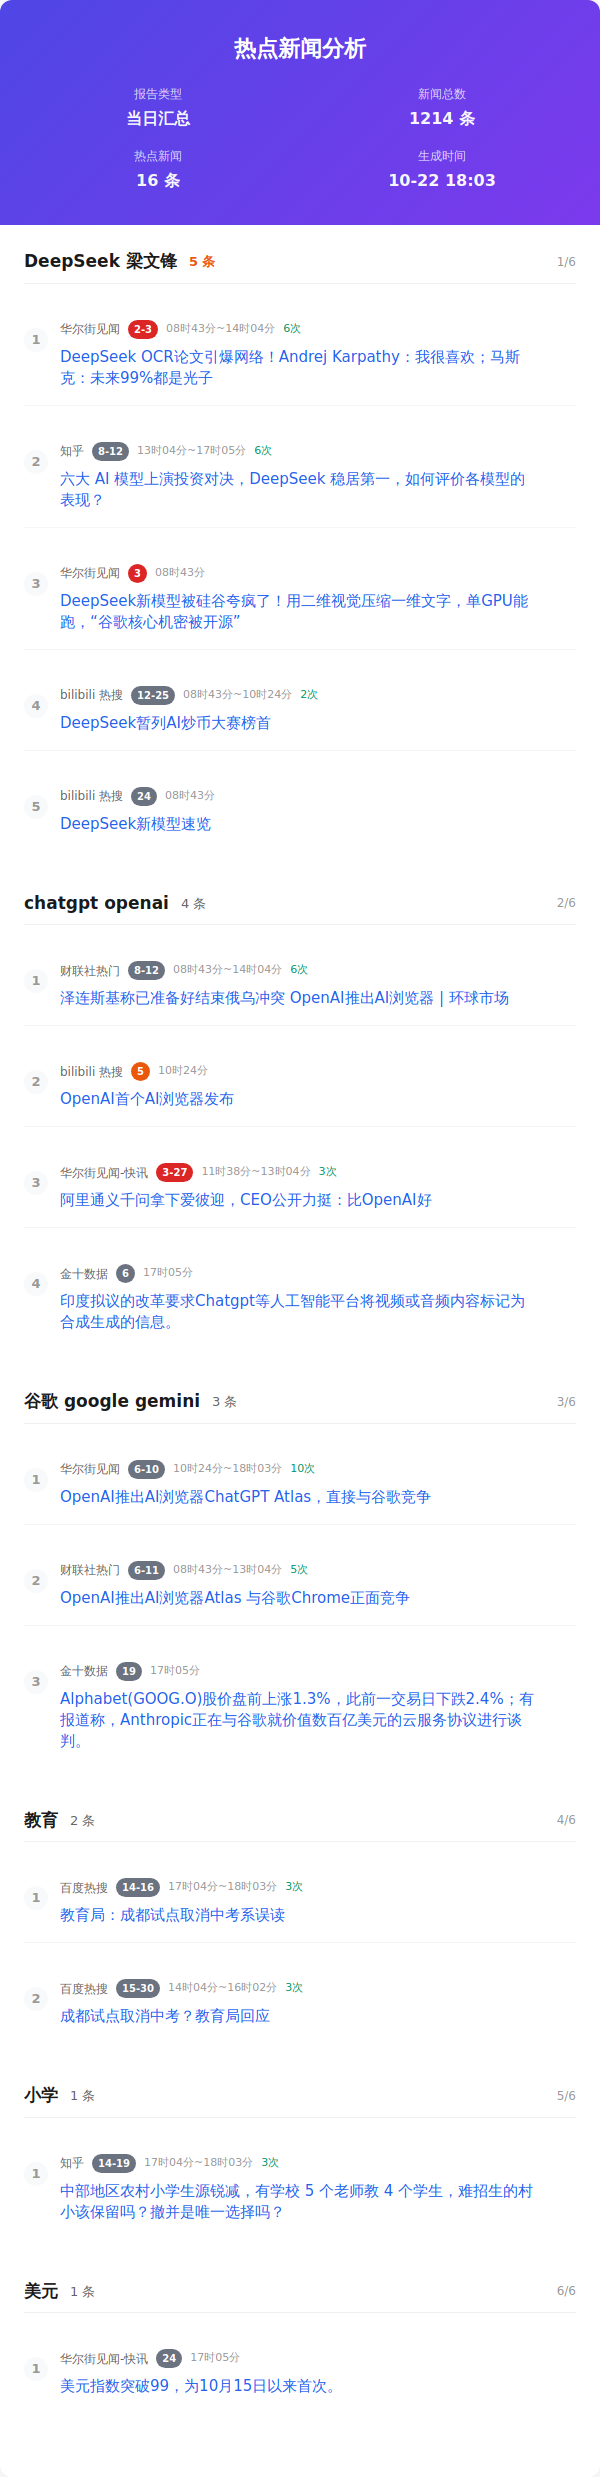 热点新闻分析
报告类型
当日汇总
新闻总数
1214 条
热点新闻
16 条
生成时间
10-22 18:03
DeepSeek 梁文锋 5 条 1/6
1
华尔街见闻 2-3 08时43分~14时04分 6次
DeepSeek OCR论文引爆网络！Andrej Karpathy：我很喜欢；马斯
克：未来99%都是光子
2
知乎 8-12 13时04分~17时05分 6次
六大 AI 模型上演投资对决，DeepSeek 稳居第一，如何评价各模型的
表现？
3
华尔街见闻 3 08时43分
DeepSeek新模型被硅谷夸疯了！用二维视觉压缩一维文字，单GPU能
跑，“谷歌核心机密被开源”
4
bilibili 热搜 12-25 08时43分~10时24分 2次
DeepSeek暂列AI炒币大赛榜首
5
bilibili 热搜 24 08时43分
DeepSeek新模型速览
chatgpt openai 4 条 2/6
1
财联社热门 8-12 08时43分~14时04分 6次
泽连斯基称已准备好结束俄乌冲突 OpenAI推出AI浏览器 | 环球市场
2
bilibili 热搜 5 10时24分
OpenAI首个AI浏览器发布
3
华尔街见闻-快讯 3-27 11时38分~13时04分 3次
阿里通义千问拿下爱彼迎，CEO公开力挺：比OpenAI好
4
金十数据 6 17时05分
印度拟议的改革要求Chatgpt等人工智能平台将视频或音频内容标记为
合成生成的信息。
谷歌 google gemini 3 条 3/6
1
华尔街见闻 6-10 10时24分~18时03分 10次
OpenAI推出AI浏览器ChatGPT Atlas，直接与谷歌竞争
2
财联社热门 6-11 08时43分~13时04分 5次
OpenAI推出AI浏览器Atlas 与谷歌Chrome正面竞争
3
金十数据 19 17时05分
Alphabet(GOOG.O)股价盘前上涨1.3%，此前一交易日下跌2.4%；有
报道称，Anthropic正在与谷歌就价值数百亿美元的云服务协议进行谈
判。
教育 2 条 4/6
1
百度热搜 14-16 17时04分~18时03分 3次
教育局：成都试点取消中考系误读
2
百度热搜 15-30 14时04分~16时02分 3次
成都试点取消中考？教育局回应
小学 1 条 5/6
1
知乎 14-19 17时04分~18时03分 3次
中部地区农村小学生源锐减，有学校 5 个老师教 4 个学生，难招生的村
小该保留吗？撤并是唯一选择吗？
美元 1 条 6/6
1
华尔街见闻-快讯 24 17时05分
美元指数突破99，为10月15日以来首次。